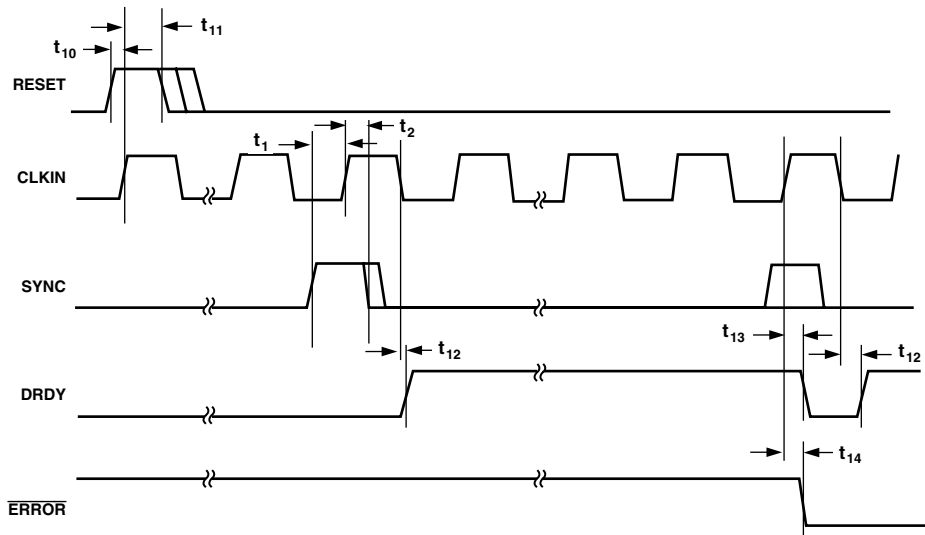 t11
t10
RESET
t1
t2
CLKIN
SYNC
t13
t12
t12
DRDY
t14
ERROR